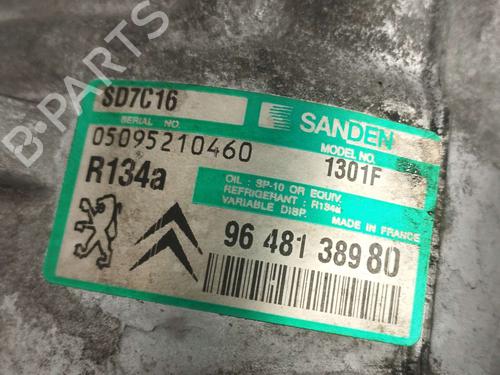 SD7C16
SANDEN
SERIAL NO.
MODEL NO.
05095210460
1301F
R134a
OIL : SP-10 OR EQUIV.
REFRIGERANT : R134a
VARIABLE DISP.
MADE IN FRANCE
96 481 389 80